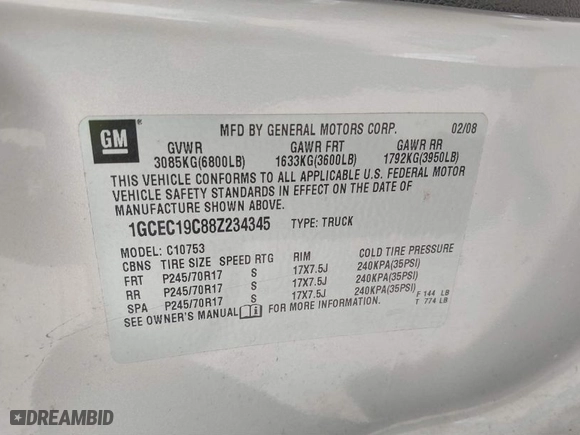 GM
MFD BY GENERAL MOTORS CORP. 02/08
GVWR GAWR FRT GAWR RR
3085KG(6800LB) 1633KG(3600LB) 1792KG(3950LB)
THIS VEHICLE CONFORMS TO ALL APPLICABLE U.S. FEDERAL MOTOR
VEHICLE SAFETY STANDARDS IN EFFECT ON THE DATE OF
MANUFACTURE SHOWN ABOVE.
1GCEC19C88Z234345 TYPE: TRUCK
MODEL: C10753
CBNS TIRE SIZE SPEED RTG RIM COLD TIRE PRESSURE
FRT P245/70R17 S 17X7.5J 240KPA(35PSI)
RR P245/70R17 S 17X7.5J 240KPA(35PSI)
SPA P245/70R17 S 17X7.5J 240KPA(35PSI)
SEE OWNER'S MANUAL FOR MORE INFORMATION. F 144 LB
T 774 LB
DREAMBID